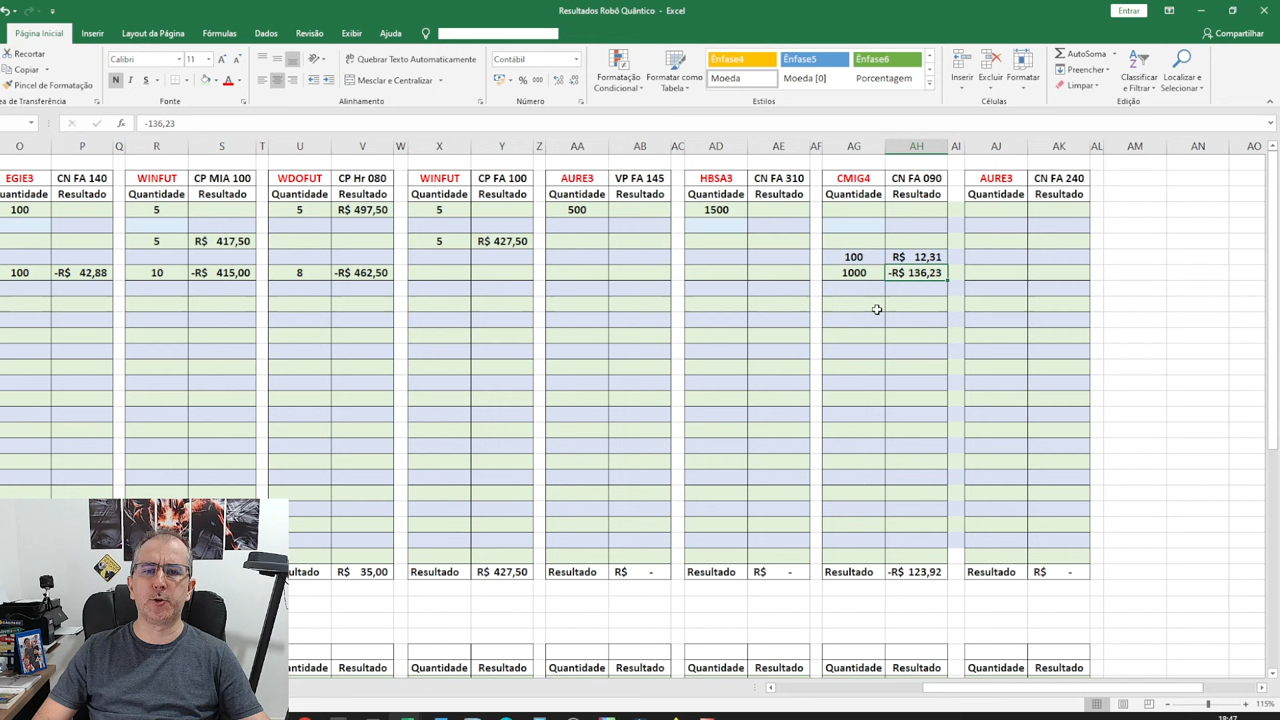 Resultados Robô Quântico - Excel
Entrar
Página Inicial Inserir Layout da Página Fórmulas Dados Revisão Exibir Ajuda Compartilhar
Recortar
Copiar
Pincel de Formatação
Calibri 11
N I S
Quebrar Texto Automaticamente
Mesclar e Centralizar
Contábil
% 000
Formatação Condicional
Formatar como Tabela
Ênfase4 Ênfase5 Ênfase6
Moeda Moeda [0] Porcentagem
Inserir Excluir Formatar
AutoSoma
Preencher
Limpar
Classificar e Filtrar
Localizar e Selecionar
Área de Transferência Fonte Alinhamento Número Estilos Células Edição
fx -136,23
O P Q R S T U V W X Y Z AA AB AC AD AE AF AG AH AI AJ AK AL AM AN AO
EGIE3 CN FA 140 WINFUT CP MIA 100 WDOFUT CP Hr 080 WINFUT CP FA 100 AURE3 VP FA 145 HBSA3 CN FA 310 CMIG4 CN FA 090 AURE3 CN FA 240
Quantidade Resultado Quantidade Resultado Quantidade Resultado Quantidade Resultado Quantidade Resultado Quantidade Resultado Quantidade Resultado Quantidade Resultado
100 5 5 R$ 497,50 5 500 1500
5 R$ 417,50 5 R$ 427,50
100 R$ 12,31
100 -R$ 42,88 10 -R$ 415,00 8 -R$ 462,50 1000 -R$ 136,23
sultado R$ 35,00 Resultado R$ 427,50 Resultado R$ - Resultado R$ - Resultado -R$ 123,92 Resultado R$ -
uantidade Resultado Quantidade Resultado Quantidade Resultado Quantidade Resultado Quantidade Resultado Quantidade Resultado
115%
18:47